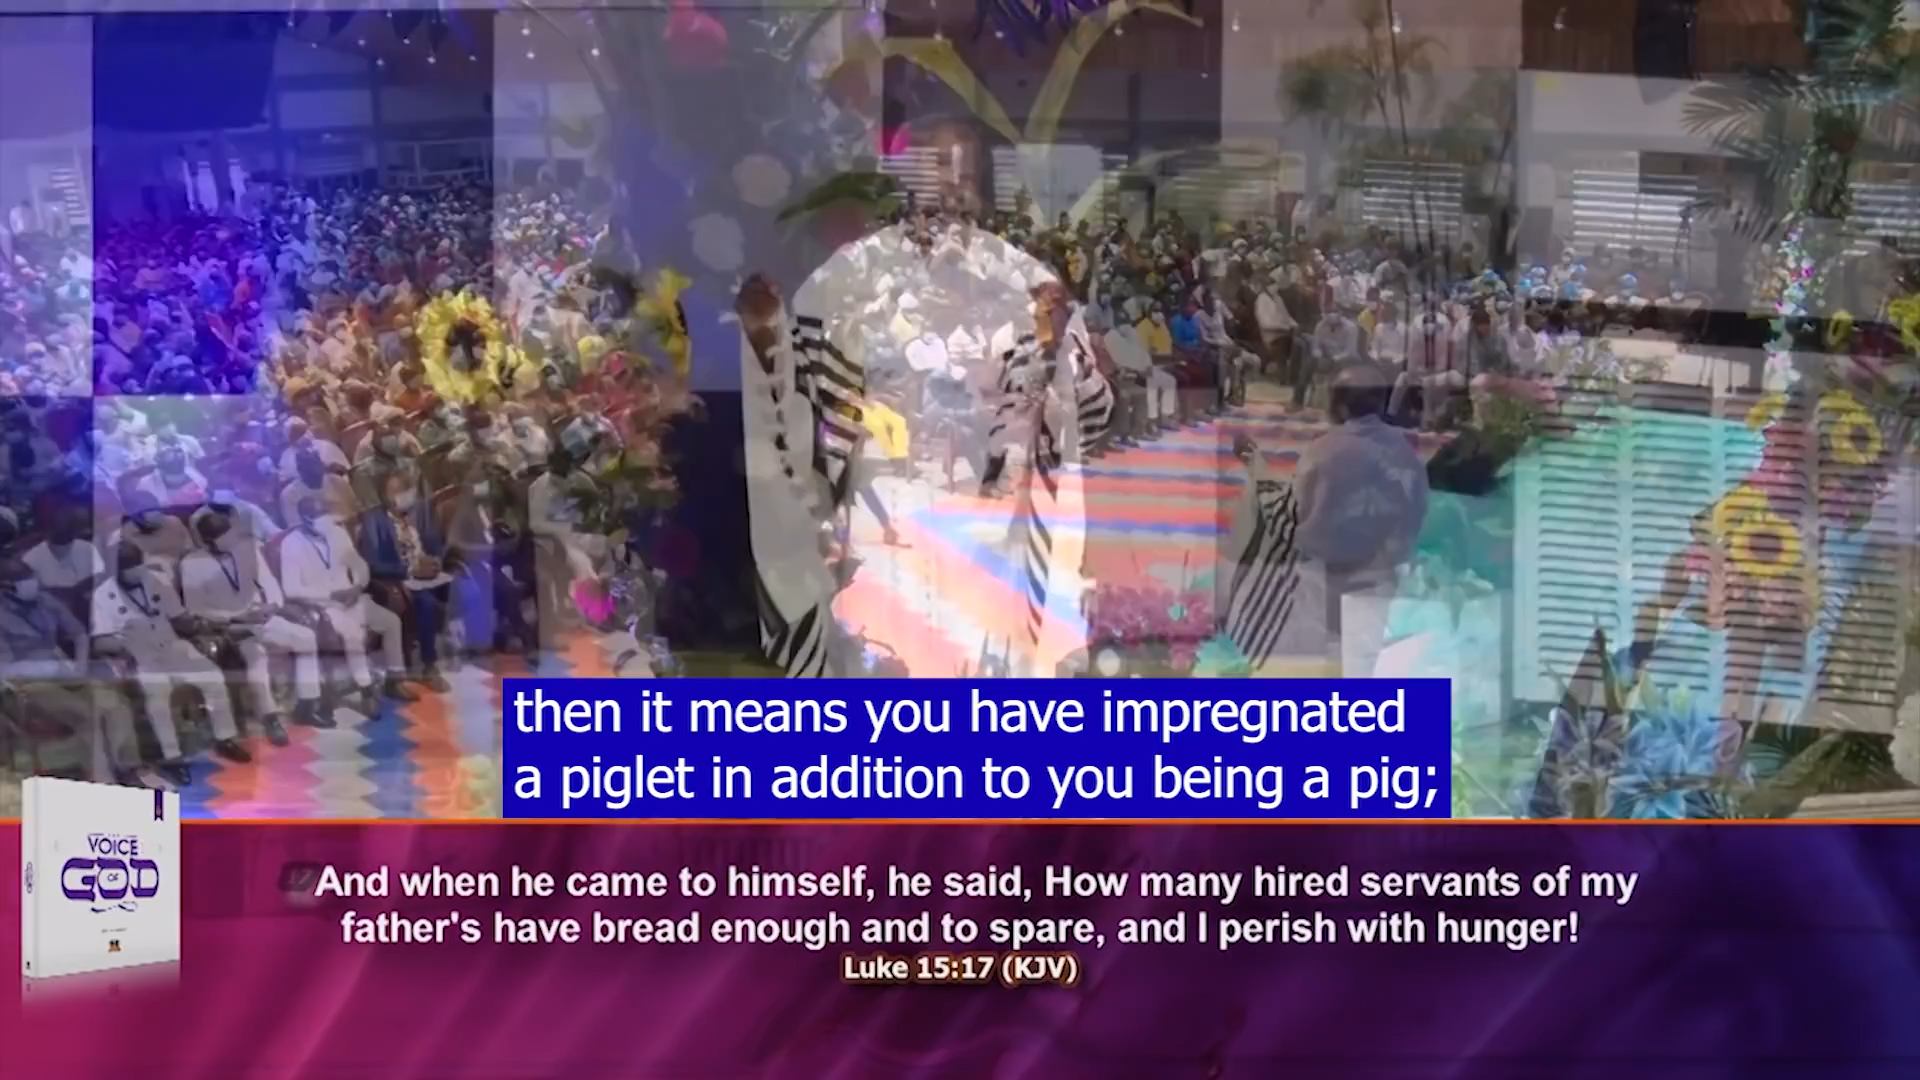 then it means you have impregnated
a piglet in addition to you being a pig;
VOICE
OF
GOD
And when he came to himself, he said, How many hired servants of my
father's have bread enough and to spare, and I perish with hunger!
Luke 15:17 (KJV)